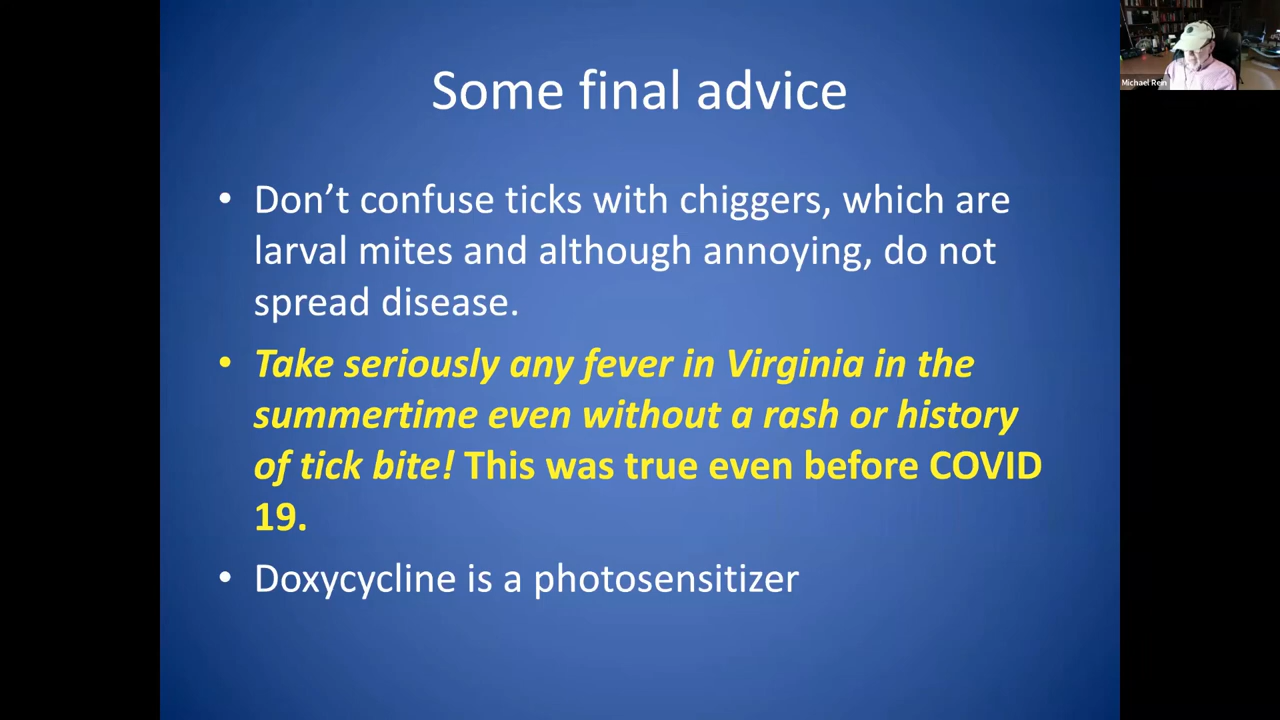 Some final advice
• Don’t confuse ticks with chiggers, which are
larval mites and although annoying, do not
spread disease.
• Take seriously any fever in Virginia in the
summertime even without a rash or history
of tick bite! This was true even before COVID
19.
• Doxycycline is a photosensitizer
Michael Rein